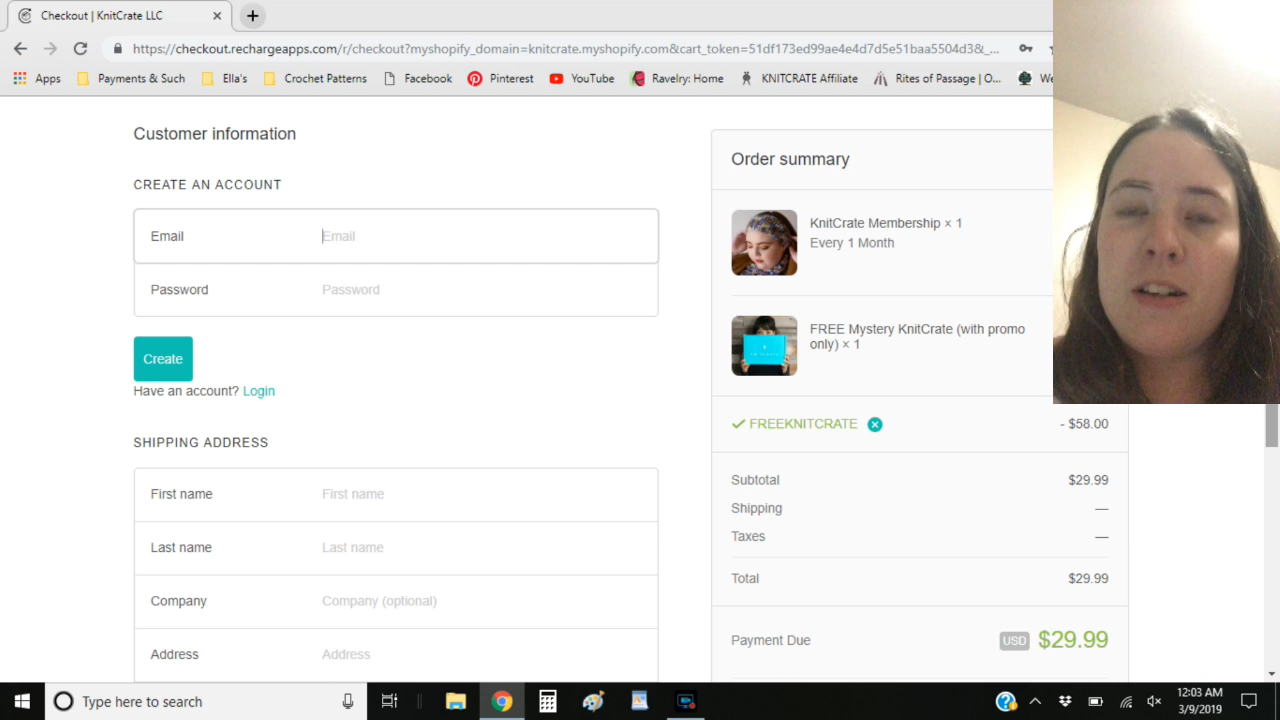 Checkout | KnitCrate LLC
https://checkout.rechargeapps.com/r/checkout?myshopify_domain=knitcrate.myshopify.com&cart_token=51df173ed99ae4e4d7d5e51baa5504d3&_...
Apps Payments & Such Ella's Crochet Patterns Facebook Pinterest YouTube Ravelry: Home KNITCRATE Affiliate Rites of Passage | O... We
Customer information
CREATE AN ACCOUNT
Email Email
Password Password
Create
Have an account? Login
SHIPPING ADDRESS
First name First name
Last name Last name
Company Company (optional)
Address Address
Order summary
KnitCrate Membership × 1
Every 1 Month
FREE Mystery KnitCrate (with promo
only) × 1
FREEKNITCRATE - $58.00
Subtotal $29.99
Shipping —
Taxes —
Total $29.99
Payment Due USD $29.99
Type here to search
12:03 AM
3/9/2019